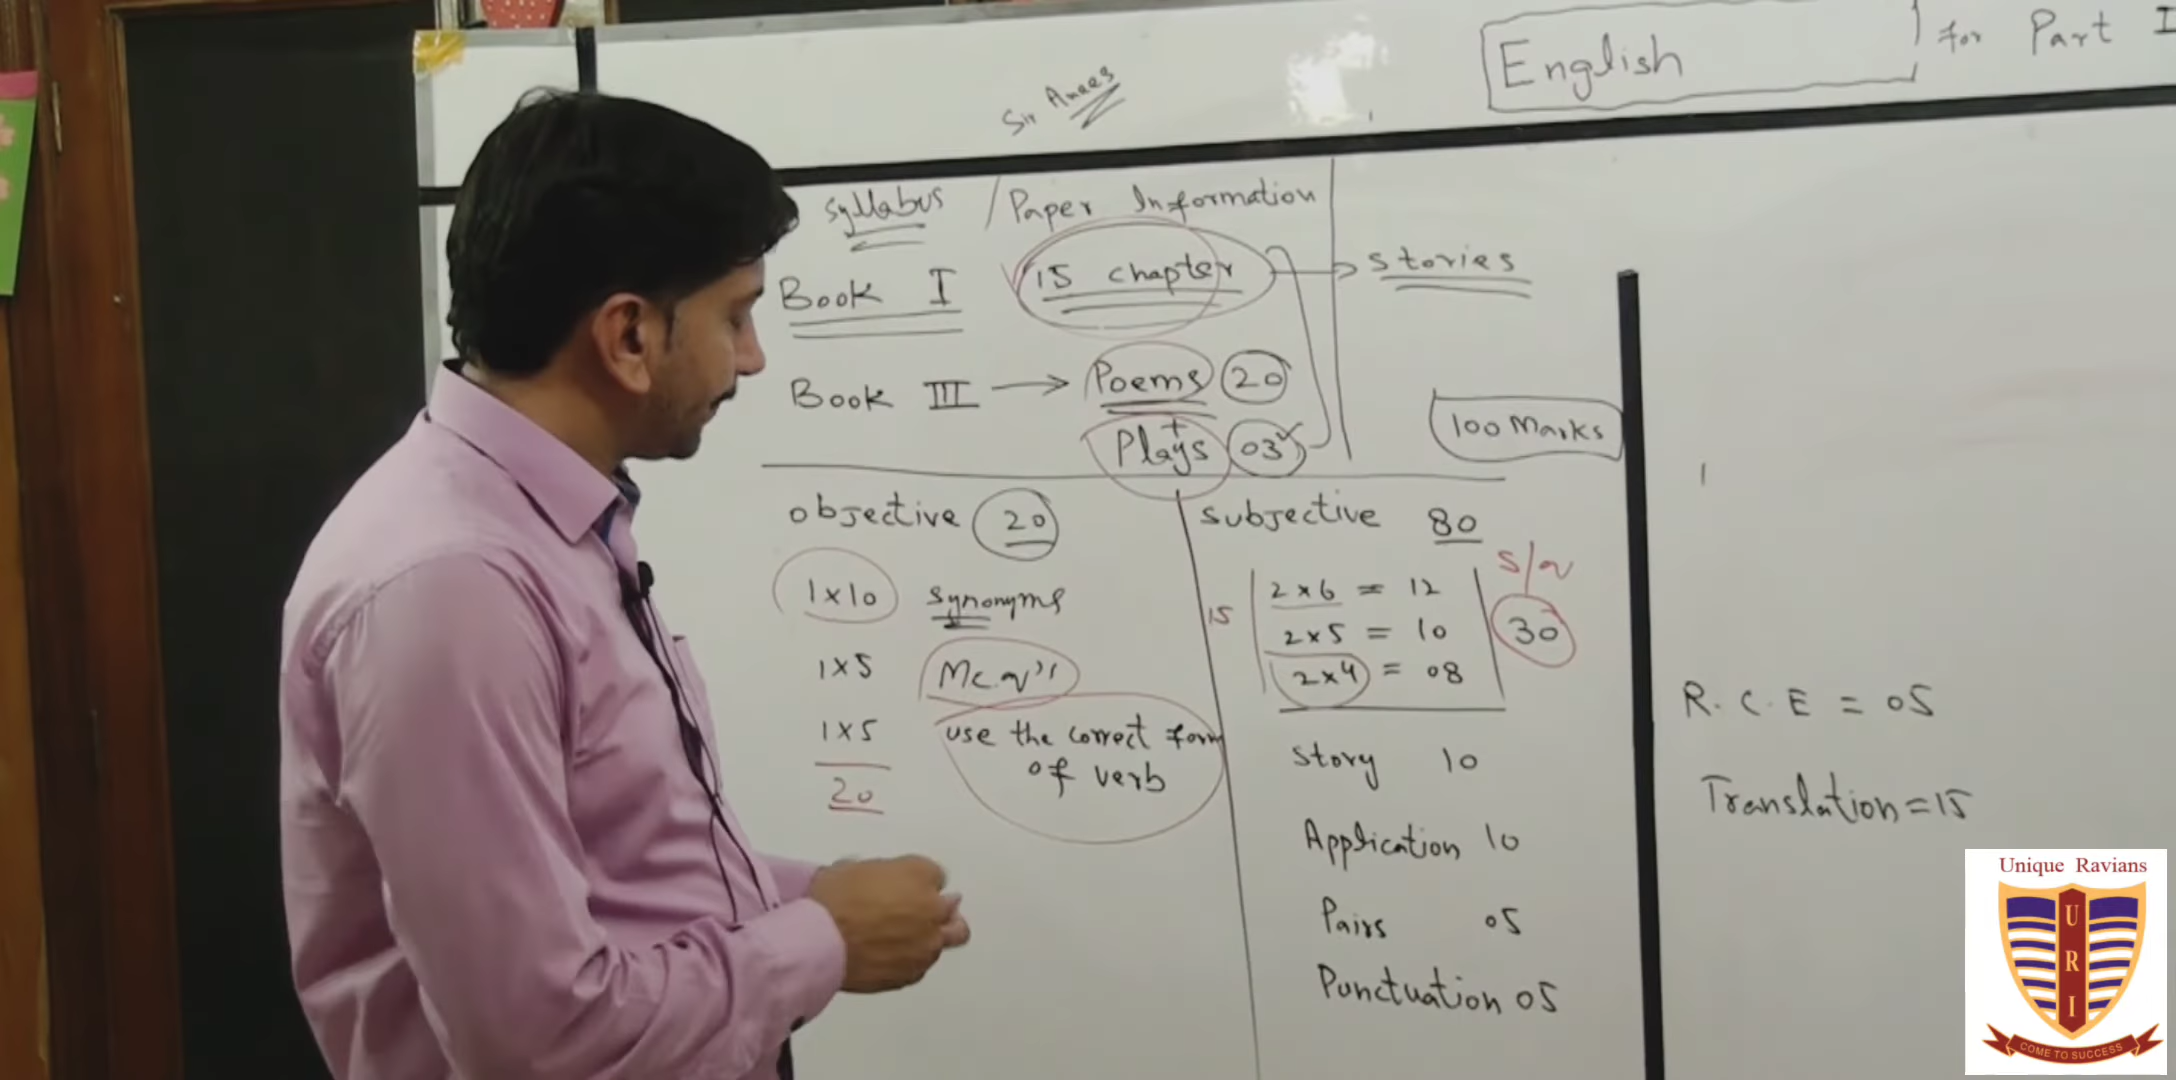 English for Part I
Sir Anees
Syllabus / Paper Information
Book I 15 chapter stories
Book III → Poems 20
+
Plays 03
100 Marks
objective 20
1x10 synonyms
1x5 Mc.q's
1x5 use the correct form
of verb
20
subjective 80
s/q
15 2x6 = 12
2x5 = 10 30
2x4 = 08
Story 10
Application 10
Pairs 05
Punctuation 05
R.C.E = 05
Translation = 15
Unique Ravians
URI
COME TO SUCCESS